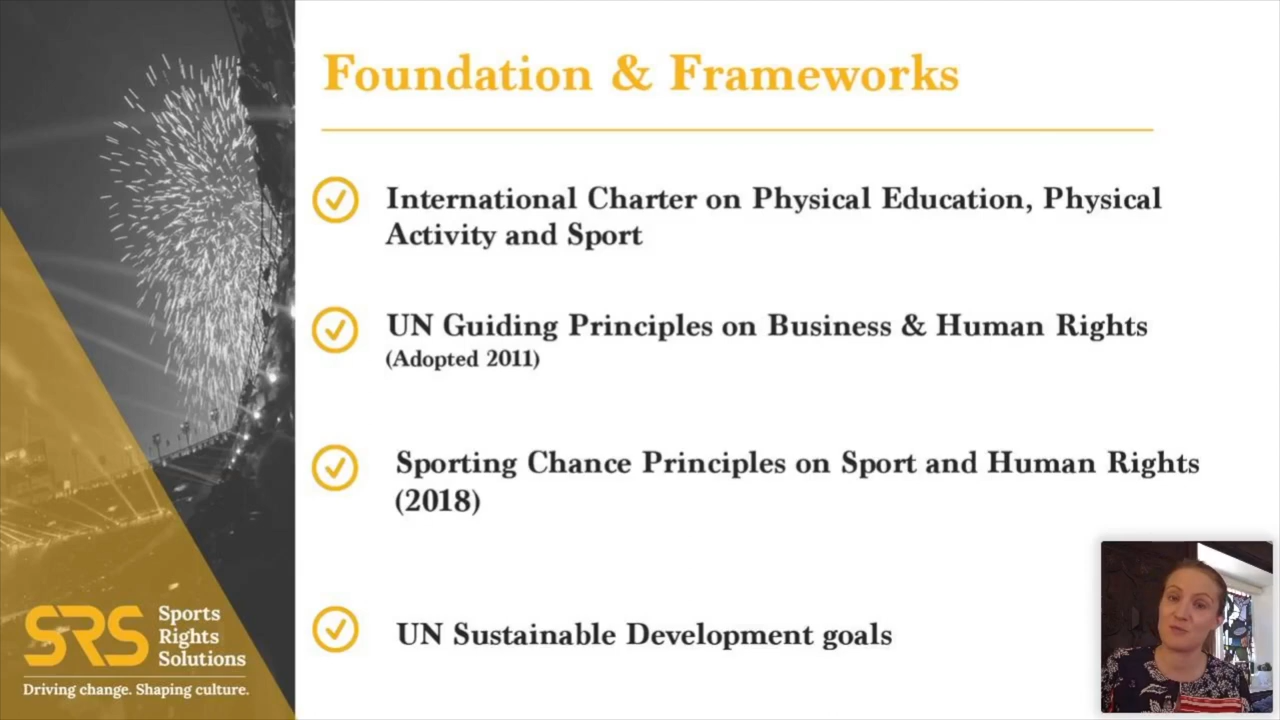 Foundation & Frameworks
International Charter on Physical Education, Physical
Activity and Sport
UN Guiding Principles on Business & Human Rights
(Adopted 2011)
Sporting Chance Principles on Sport and Human Rights
(2018)
UN Sustainable Development goals
SRS
Sports
Rights
Solutions
Driving change. Shaping culture.